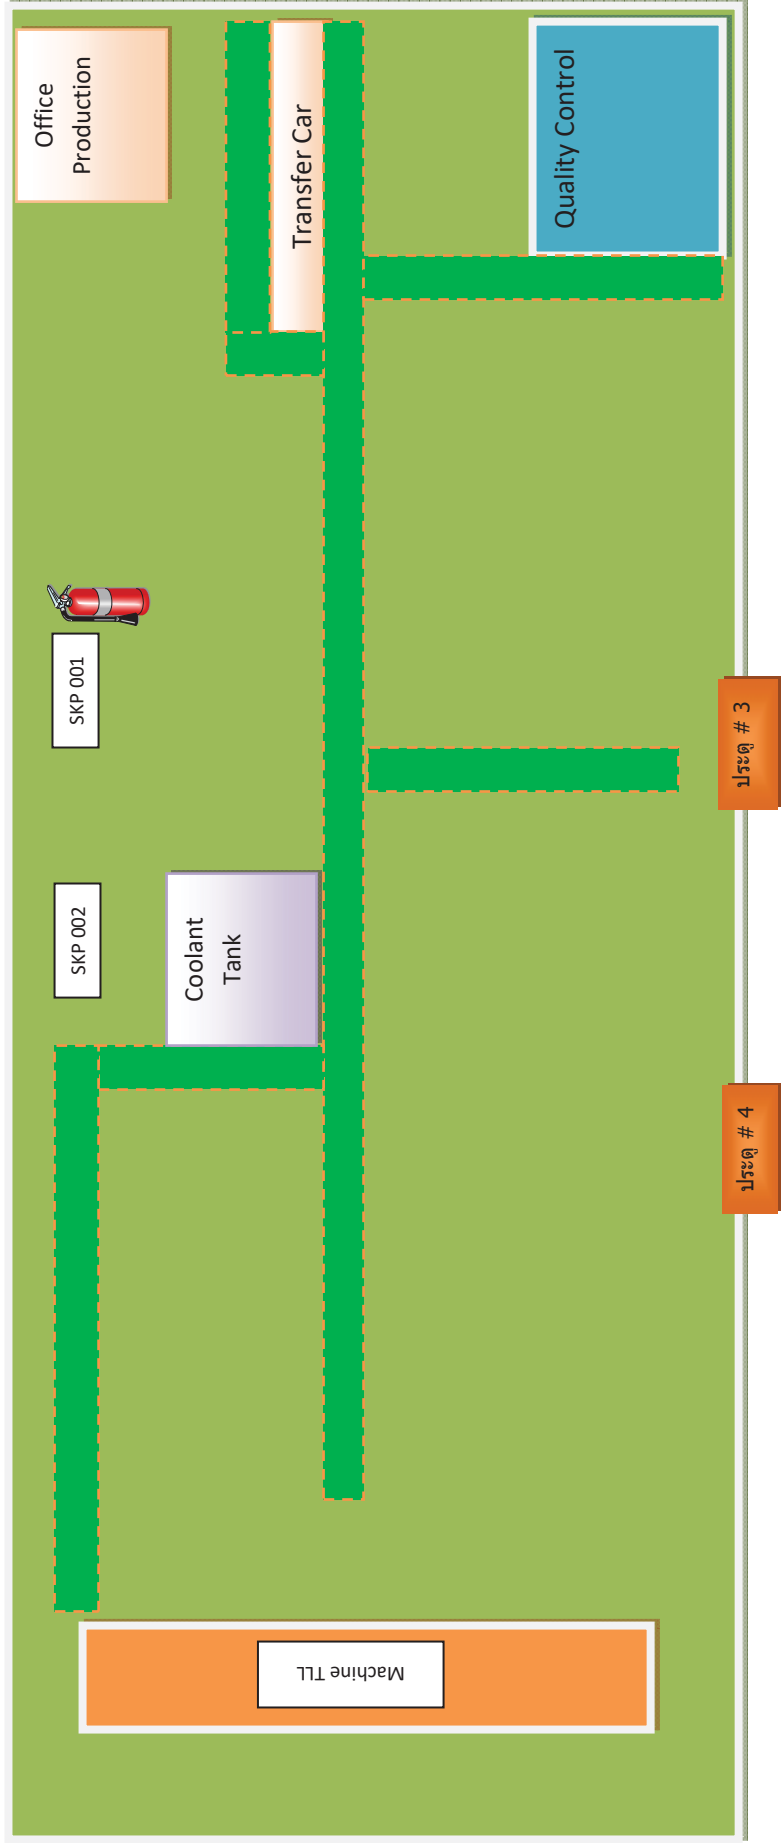 Office
Production
Transfer Car
Quality Control
SKP 001
ประตู # 3
SKP 002
Coolant
Tank
ประตู # 4
Machine TLL